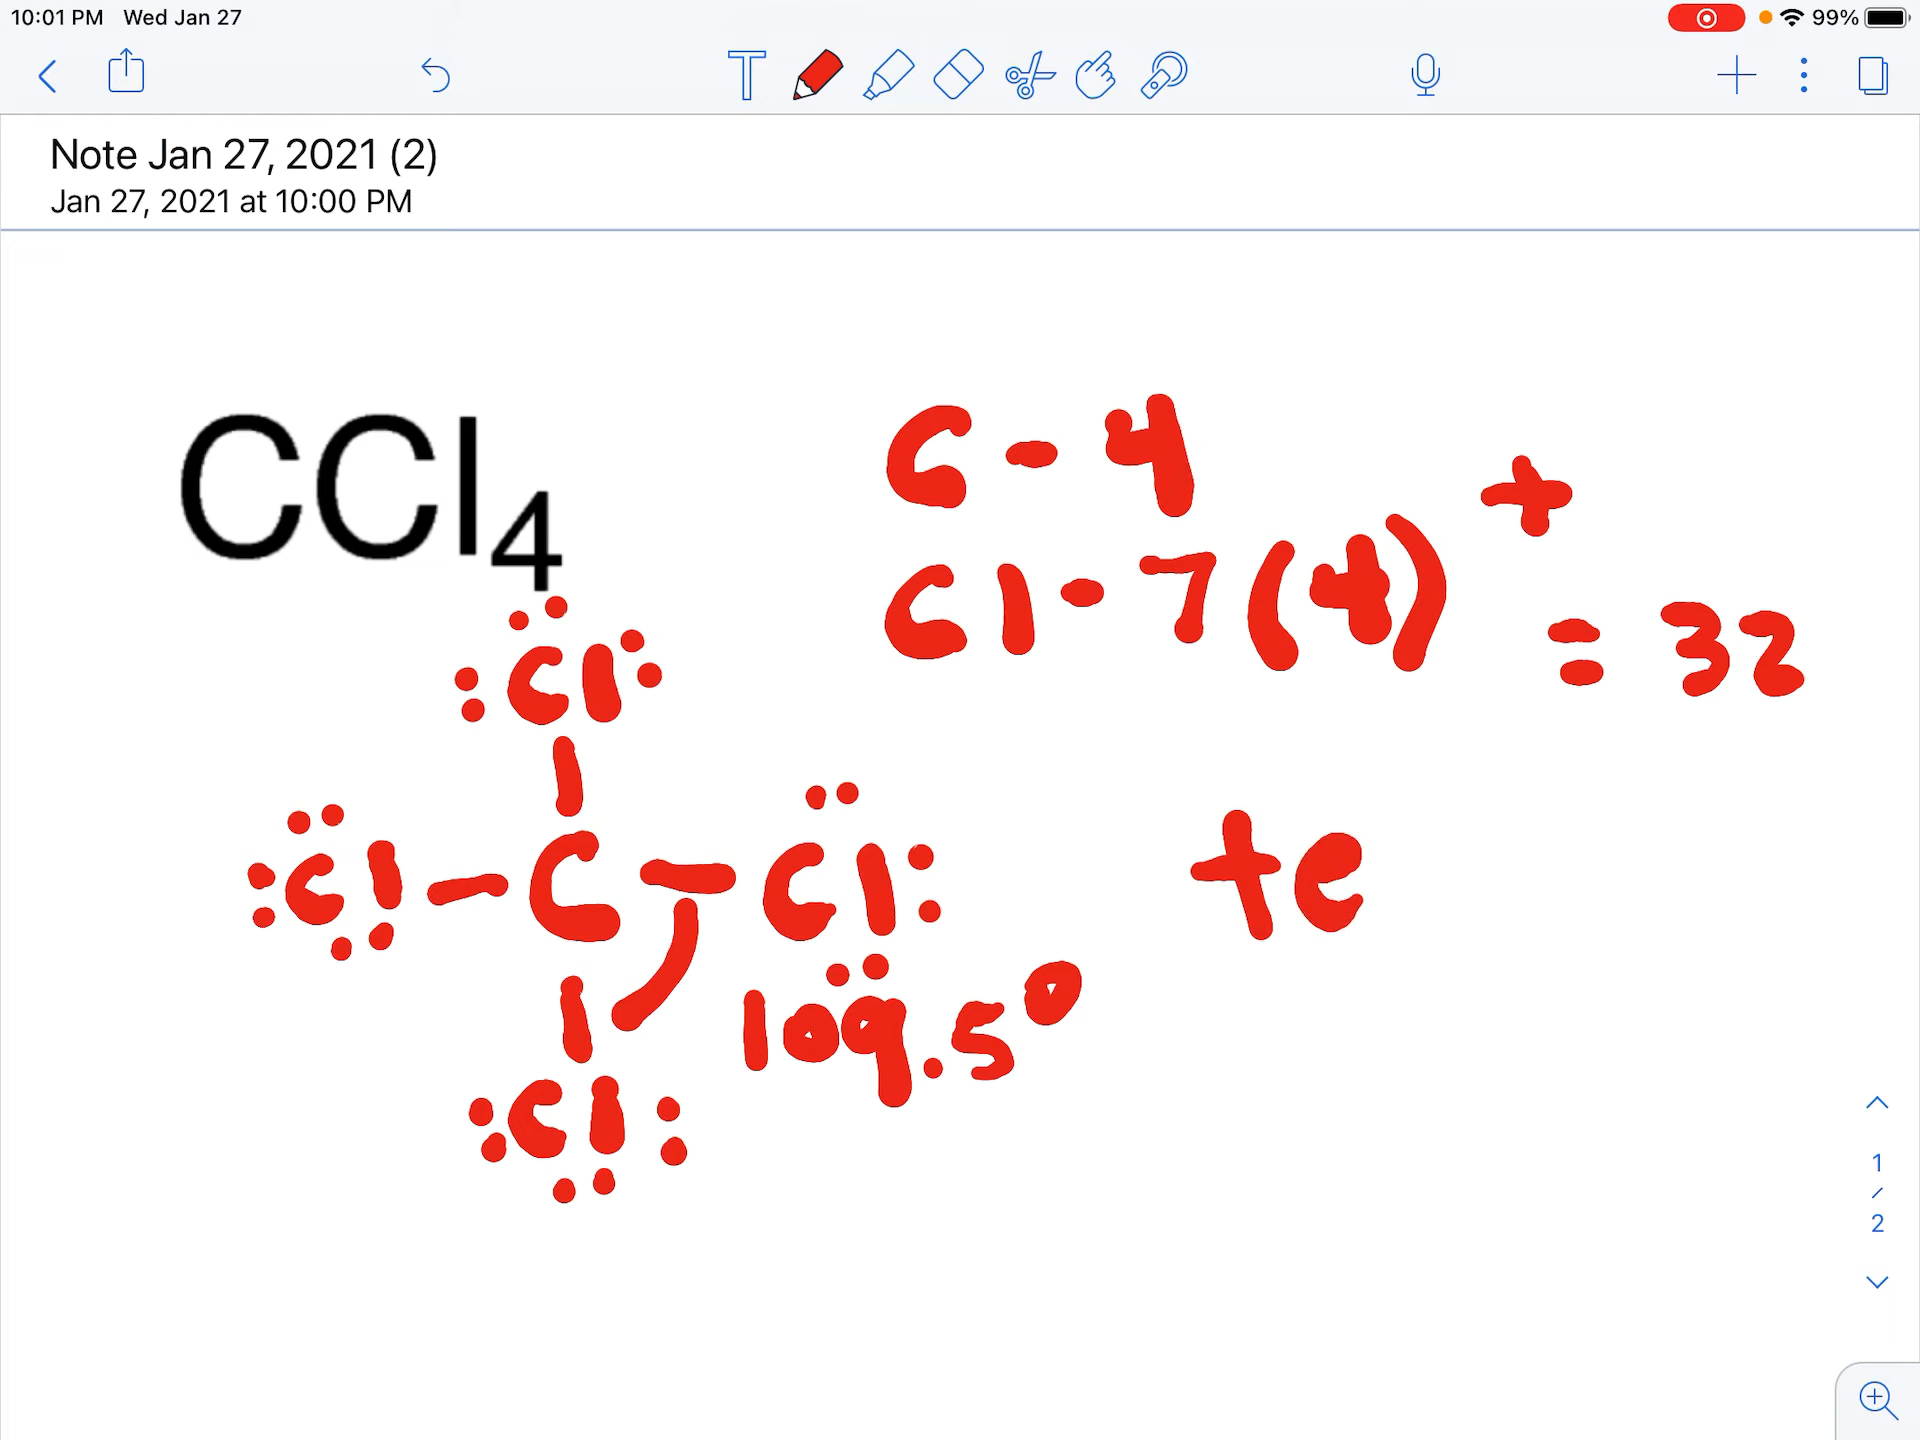 10:01 PM Wed Jan 27
99%
T
Note Jan 27, 2021 (2)
Jan 27, 2021 at 10:00 PM
CCl4
C - 4
+
Cl - 7(4)
= 32
Cl
Cl - C - Cl
te
109.5°
Cl
1
/
2